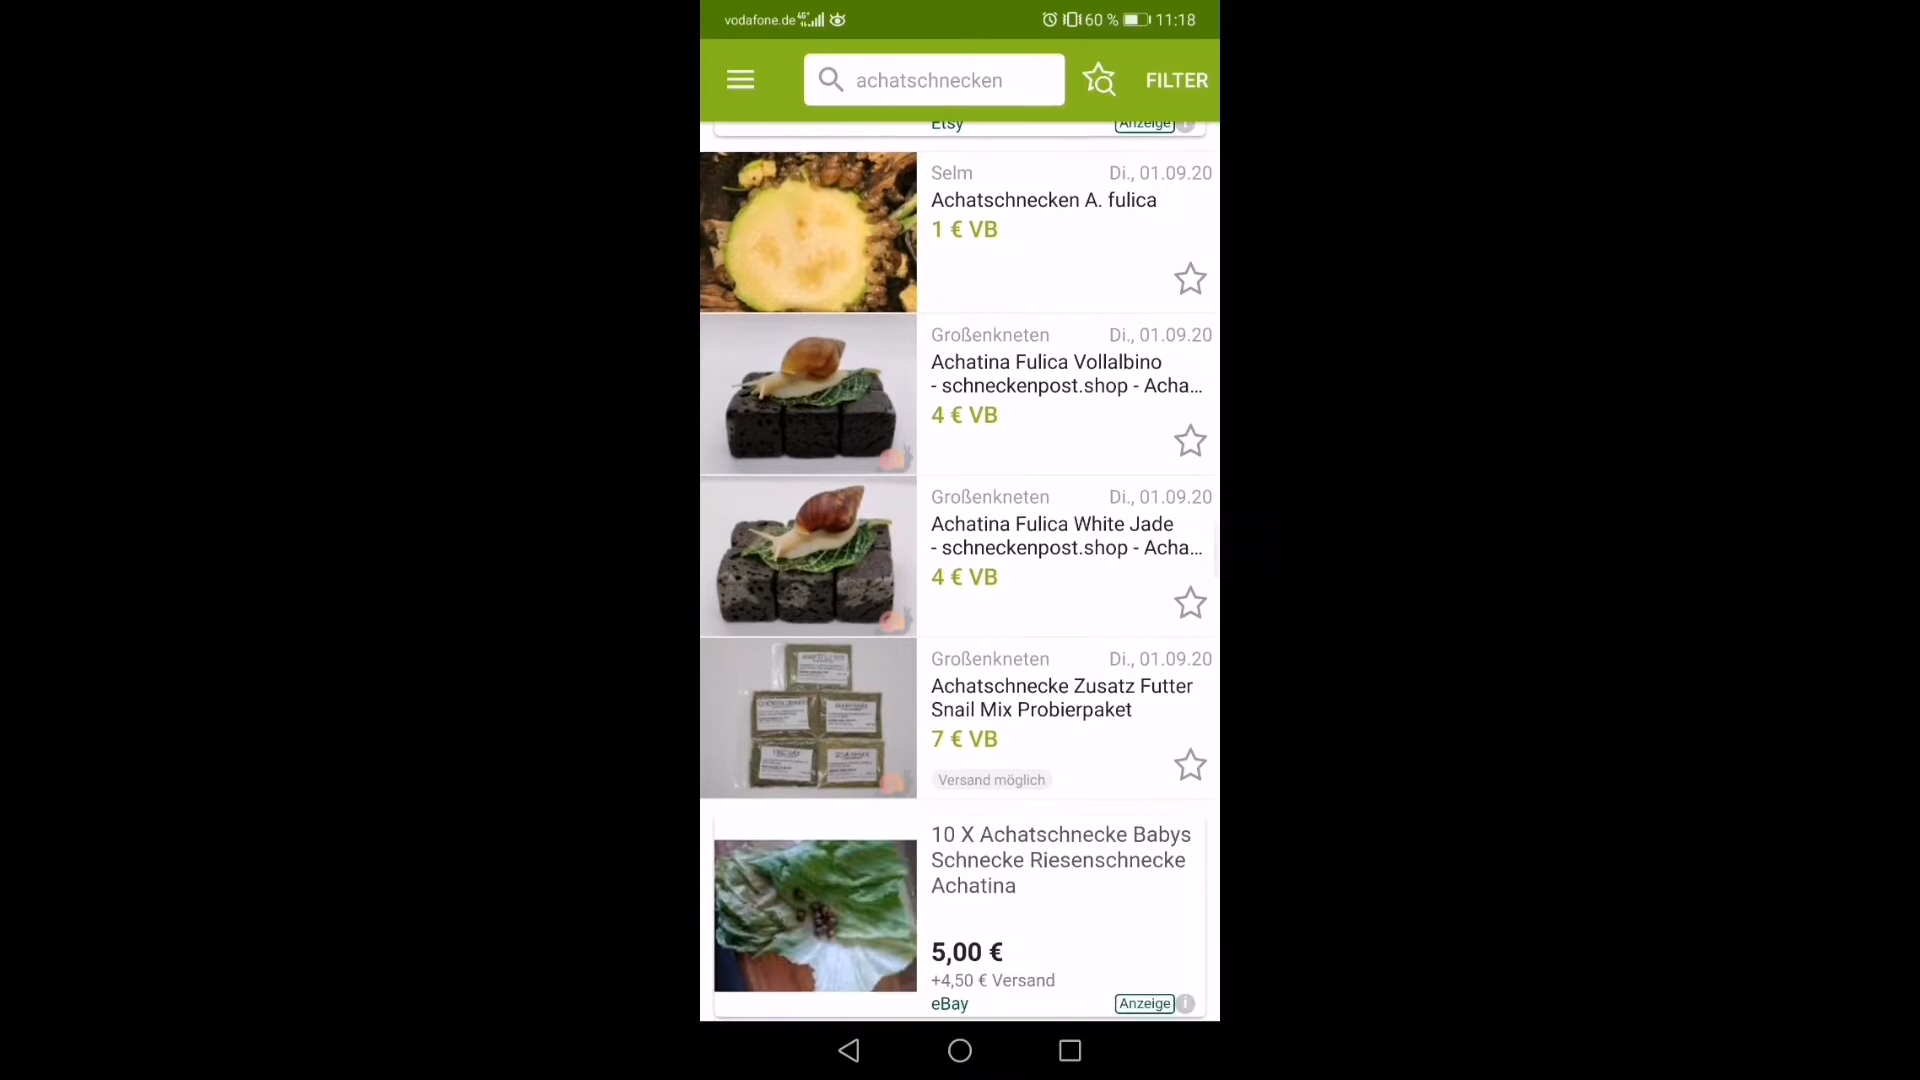 vodafone.de 60 % 11:18
achatschnecken FILTER
Etsy Anzeige
Selm Di., 01.09.20
Achatschnecken A. fulica
1 € VB
Großenkneten Di., 01.09.20
Achatina Fulica Vollalbino
- schneckenpost.shop - Acha...
4 € VB
Großenkneten Di., 01.09.20
Achatina Fulica White Jade
- schneckenpost.shop - Acha...
4 € VB
Großenkneten Di., 01.09.20
Achatschnecke Zusatz Futter
Snail Mix Probierpaket
7 € VB
Versand möglich
10 X Achatschnecke Babys
Schnecke Riesenschnecke
Achatina
5,00 €
+4,50 € Versand
eBay Anzeige